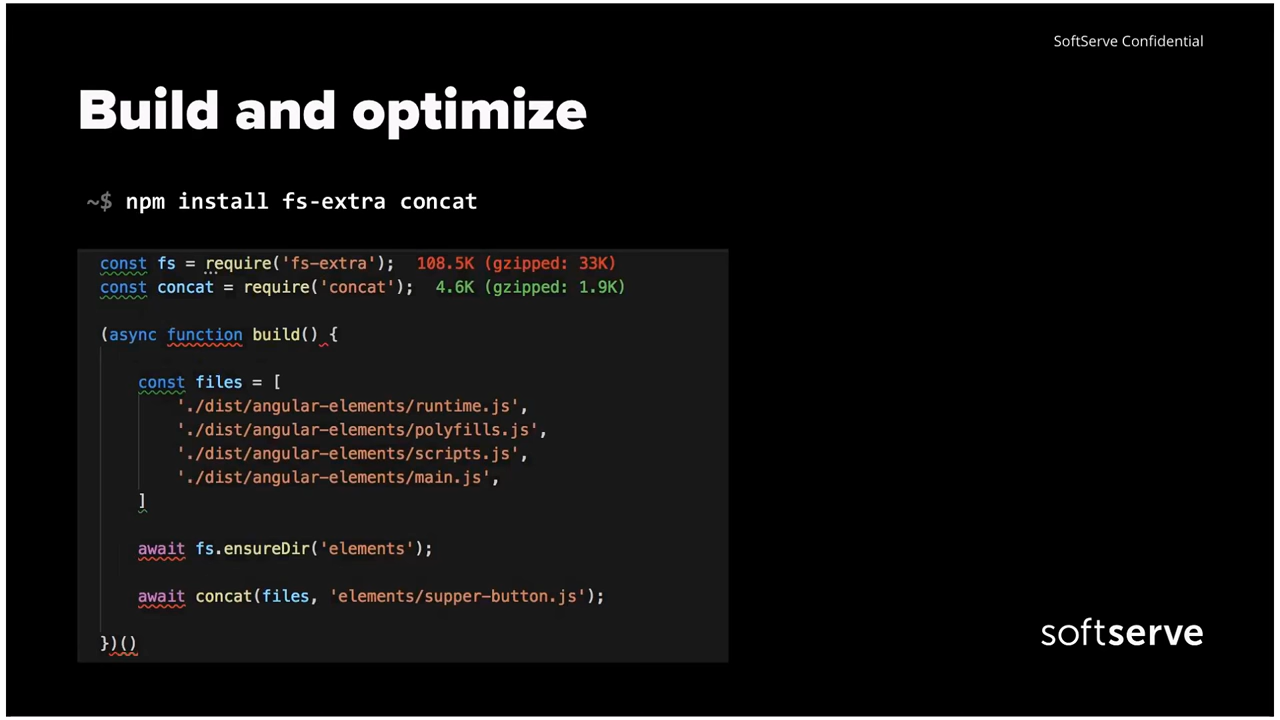 SoftServe Confidential
Build and optimize
~$ npm install fs-extra concat
const fs = require('fs-extra'); 108.5K (gzipped: 33K)
const concat = require('concat'); 4.6K (gzipped: 1.9K)
(async function build() {
const files = [
'./dist/angular-elements/runtime.js',
'./dist/angular-elements/polyfills.js',
'./dist/angular-elements/scripts.js',
'./dist/angular-elements/main.js',
]
await fs.ensureDir('elements');
await concat(files, 'elements/supper-button.js');
})()
softserve